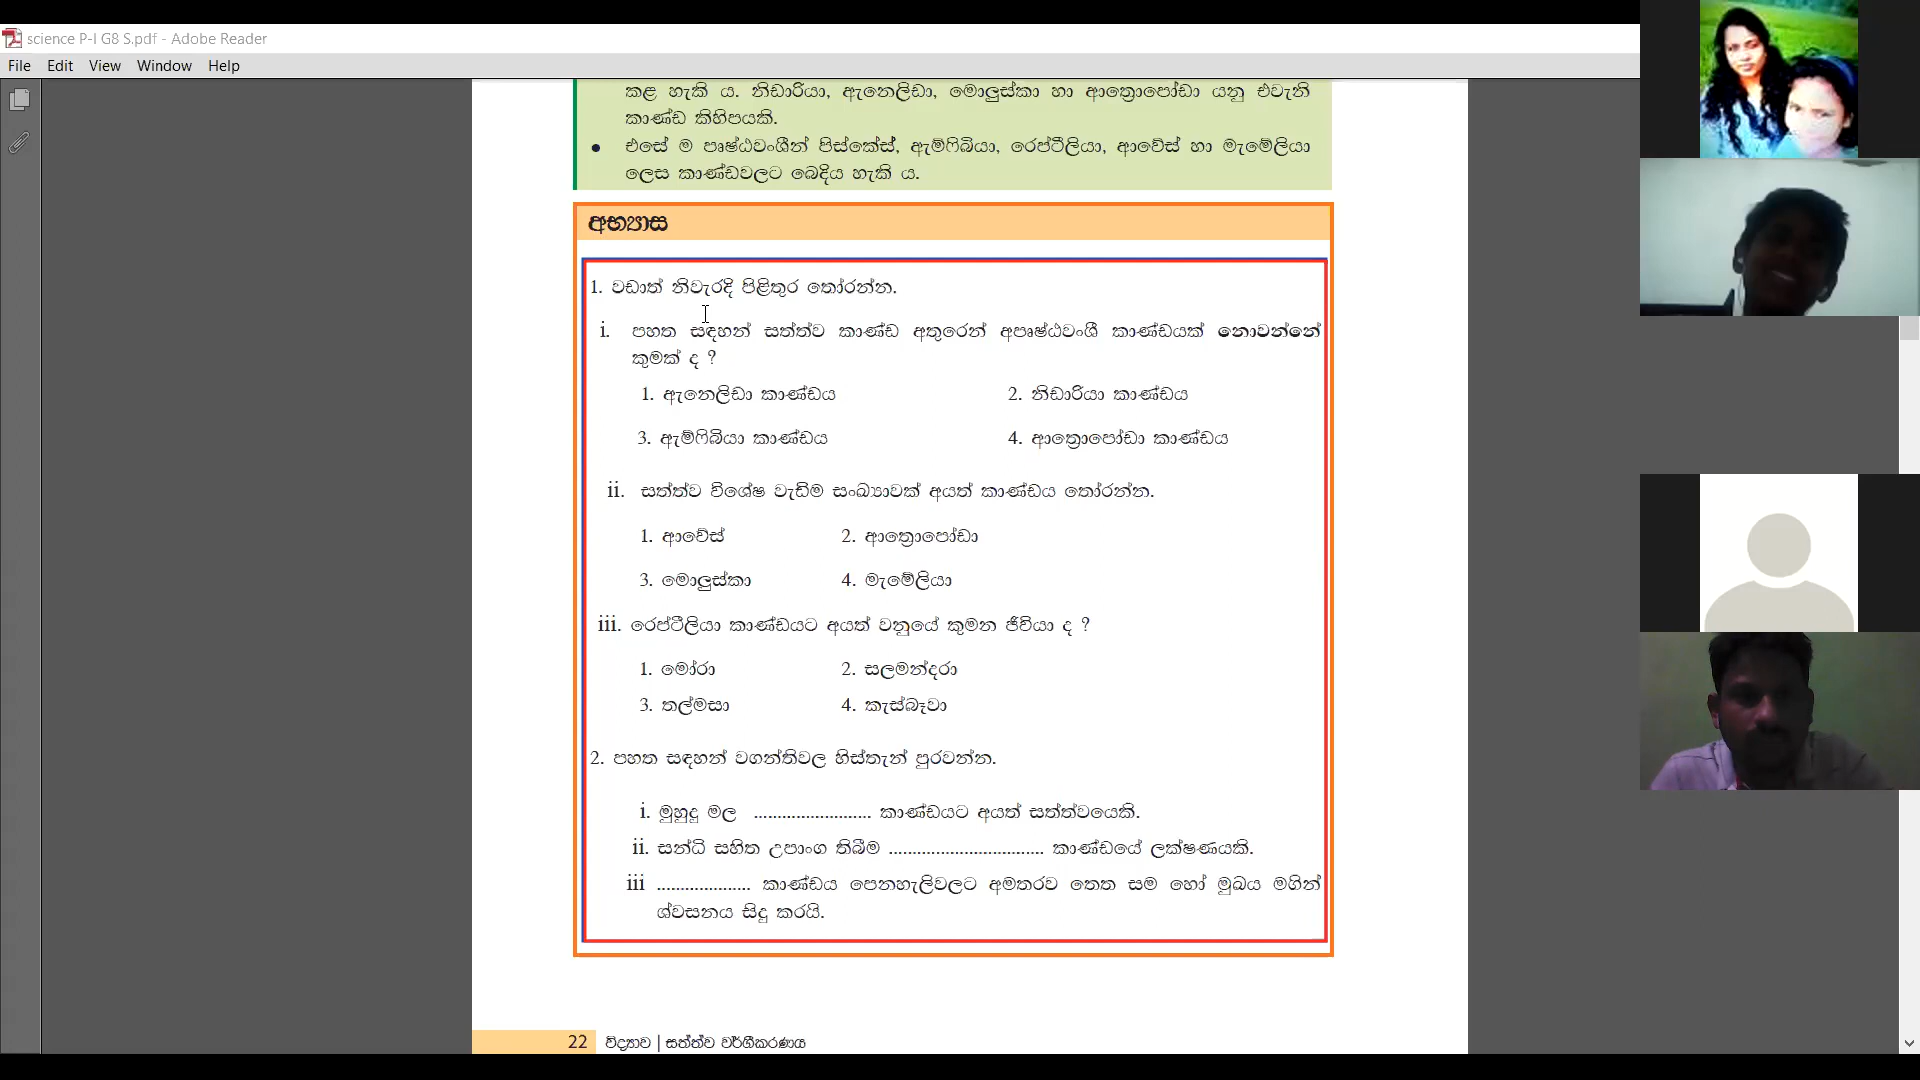 science P-I G8 S.pdf - Adobe Reader
File Edit View Window Help
කළ හැකි ය. නිඩාරියා, ඇනෙලිඩා, මොලුස්කා හා ආත්‍රොපෝඩා යනු එවැනි
කාණ්ඩ කිහිපයකි.
● එසේ ම පෘෂ්ඨවංශීන් පිස්කේස්, ඇම්ෆිබියා, රෙප්ටීලියා, ආවේස් හා මැමේලියා
ලෙස කාණ්ඩවලට බෙදිය හැකි ය.
අභ්‍යාස
1. වඩාත් නිවැරදි පිළිතුර තෝරන්න.
i. පහත සඳහන් සත්ත්ව කාණ්ඩ අතුරෙන් අපෘෂ්ඨවංශී කාණ්ඩයක් නොවන්නේ
කුමක් ද ?
1. ඇනෙලිඩා කාණ්ඩය 2. නිඩාරියා කාණ්ඩය
3. ඇම්ෆිබියා කාණ්ඩය 4. ආත්‍රොපෝඩා කාණ්ඩය
ii. සත්ත්ව විශේෂ වැඩිම සංඛ්‍යාවක් අයත් කාණ්ඩය තෝරන්න.
1. ආවේස් 2. ආත්‍රොපෝඩා
3. මොලුස්කා 4. මැමේලියා
iii. රෙප්ටීලියා කාණ්ඩයට අයත් වනුයේ කුමන ජීවියා ද ?
1. මෝරා 2. සලමන්දරා
3. තල්මසා 4. කැස්බෑවා
2. පහත සඳහන් වගන්තිවල හිස්තැන් පුරවන්න.
i. මුහුදු මල ......................... කාණ්ඩයට අයත් සත්ත්වයෙකි.
ii. සන්ධි සහිත උපාංග තිබීම ................................. කාණ්ඩයේ ලක්ෂණයකි.
iii .................... කාණ්ඩය පෙනහැලිවලට අමතරව තෙත සම හෝ මුඛය මගින්
ශ්වසනය සිදු කරයි.
22 විද්‍යාව | සත්ත්ව වර්ගීකරණය